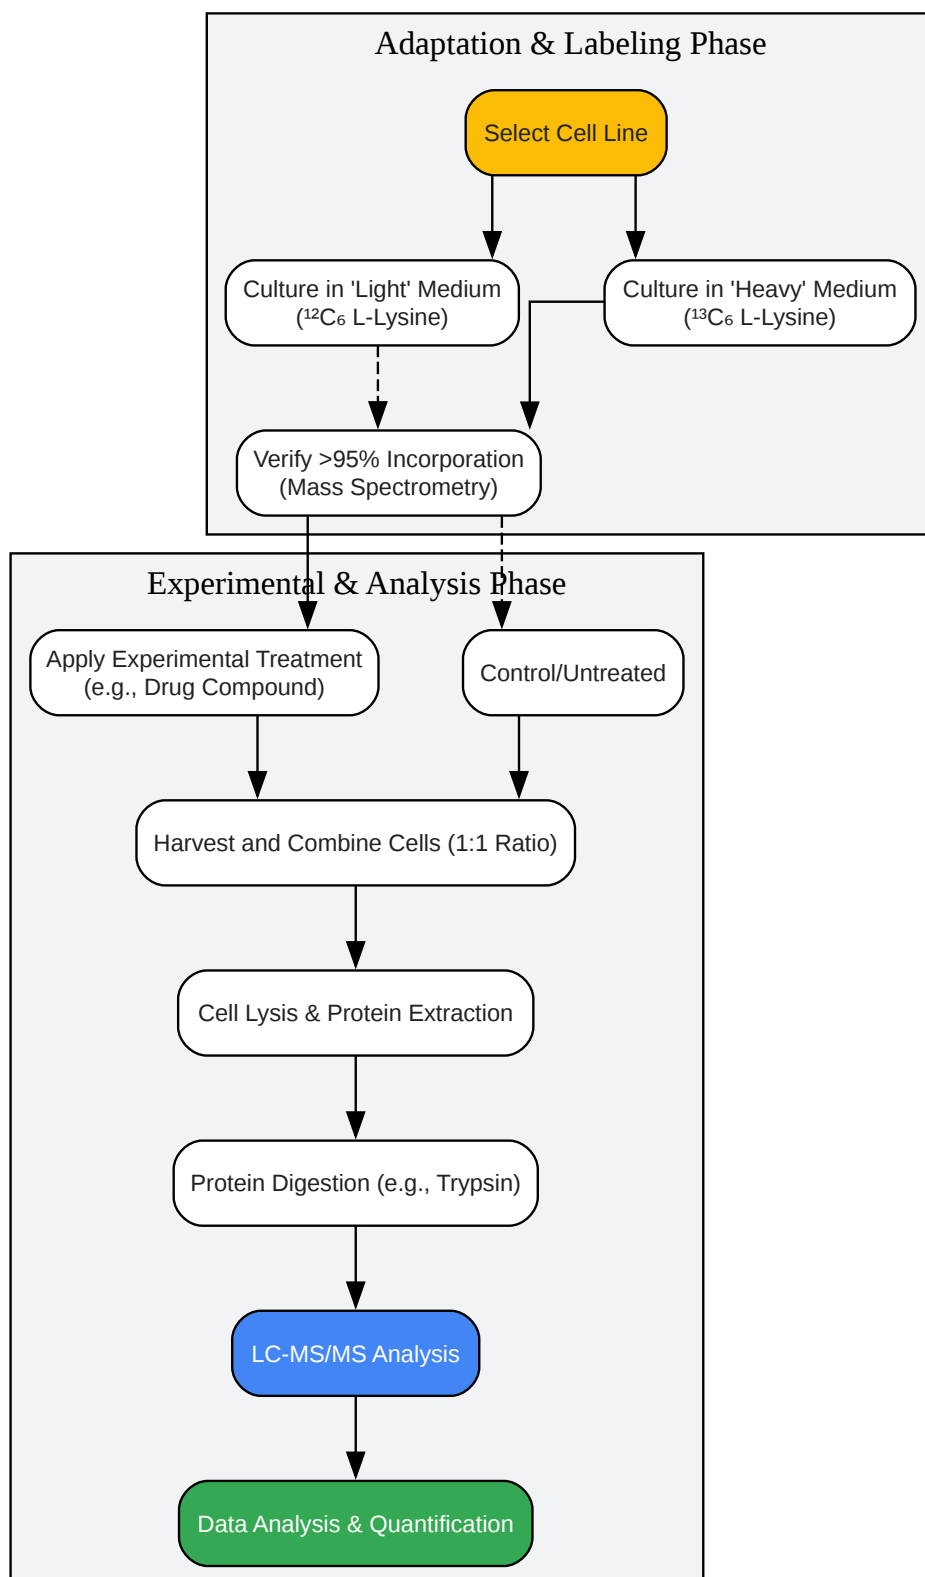 Adaptation & Labeling Phase
Select Cell Line
Culture in 'Light' Medium
(¹²C₆ L-Lysine)
Culture in 'Heavy' Medium
(¹³C₆ L-Lysine)
Verify >95% Incorporation
(Mass Spectrometry)
Experimental & Analysis Phase
Apply Experimental Treatment
(e.g., Drug Compound)
Control/Untreated
Harvest and Combine Cells (1:1 Ratio)
Cell Lysis & Protein Extraction
Protein Digestion (e.g., Trypsin)
LC-MS/MS Analysis
Data Analysis & Quantification